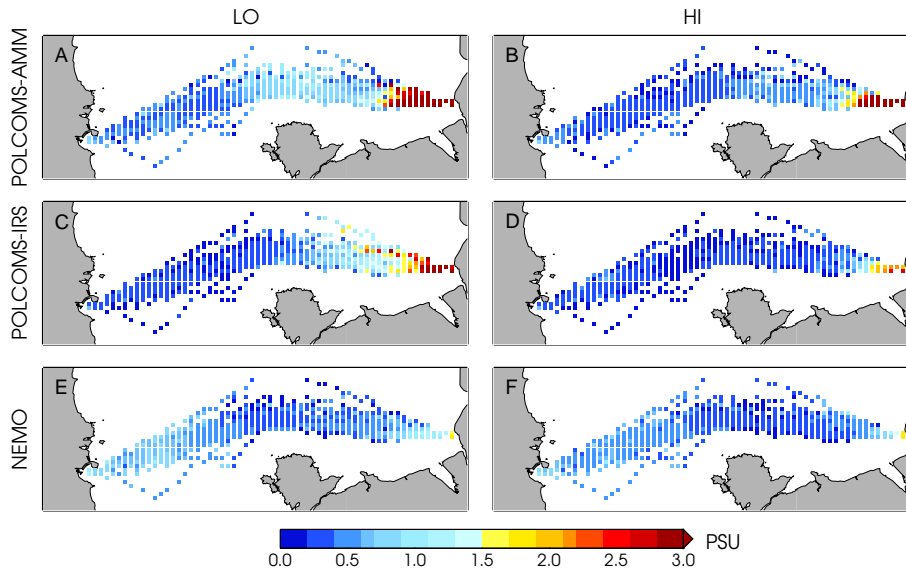 LO HI
POLCOMS-AMM
A B
POLCOMS-IRS
C D
NEMO
E F
PSU
0.0 0.5 1.0 1.5 2.0 2.5 3.0